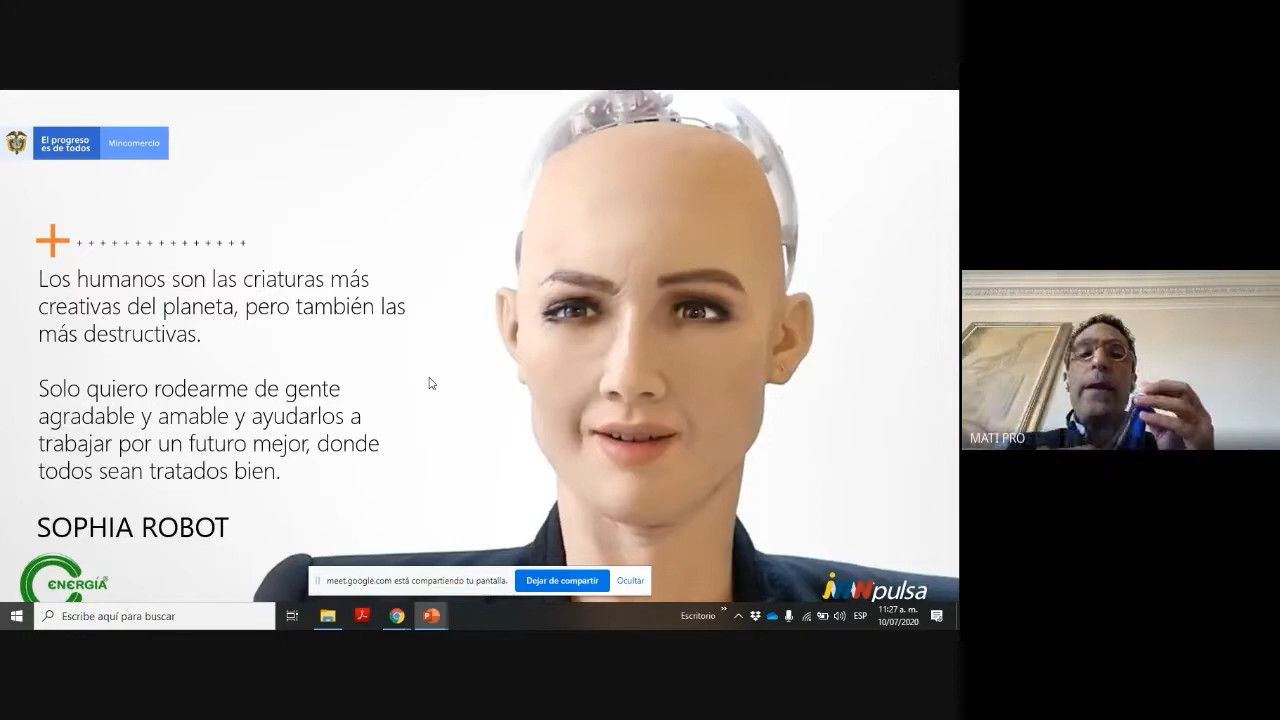 El progreso
es de todos
Mincomercio
Los humanos son las criaturas más
creativas del planeta, pero también las
más destructivas.
Solo quiero rodearme de gente
agradable y amable y ayudarlos a
trabajar por un futuro mejor, donde
todos sean tratados bien.
SOPHIA ROBOT
ENERGÍA
iNNpulsa
meet.google.com está compartiendo tu pantalla.
Dejar de compartir
Ocultar
Escribe aquí para buscar
Escritorio
ESP
11:27 a. m.
10/07/2020
MATI PRO